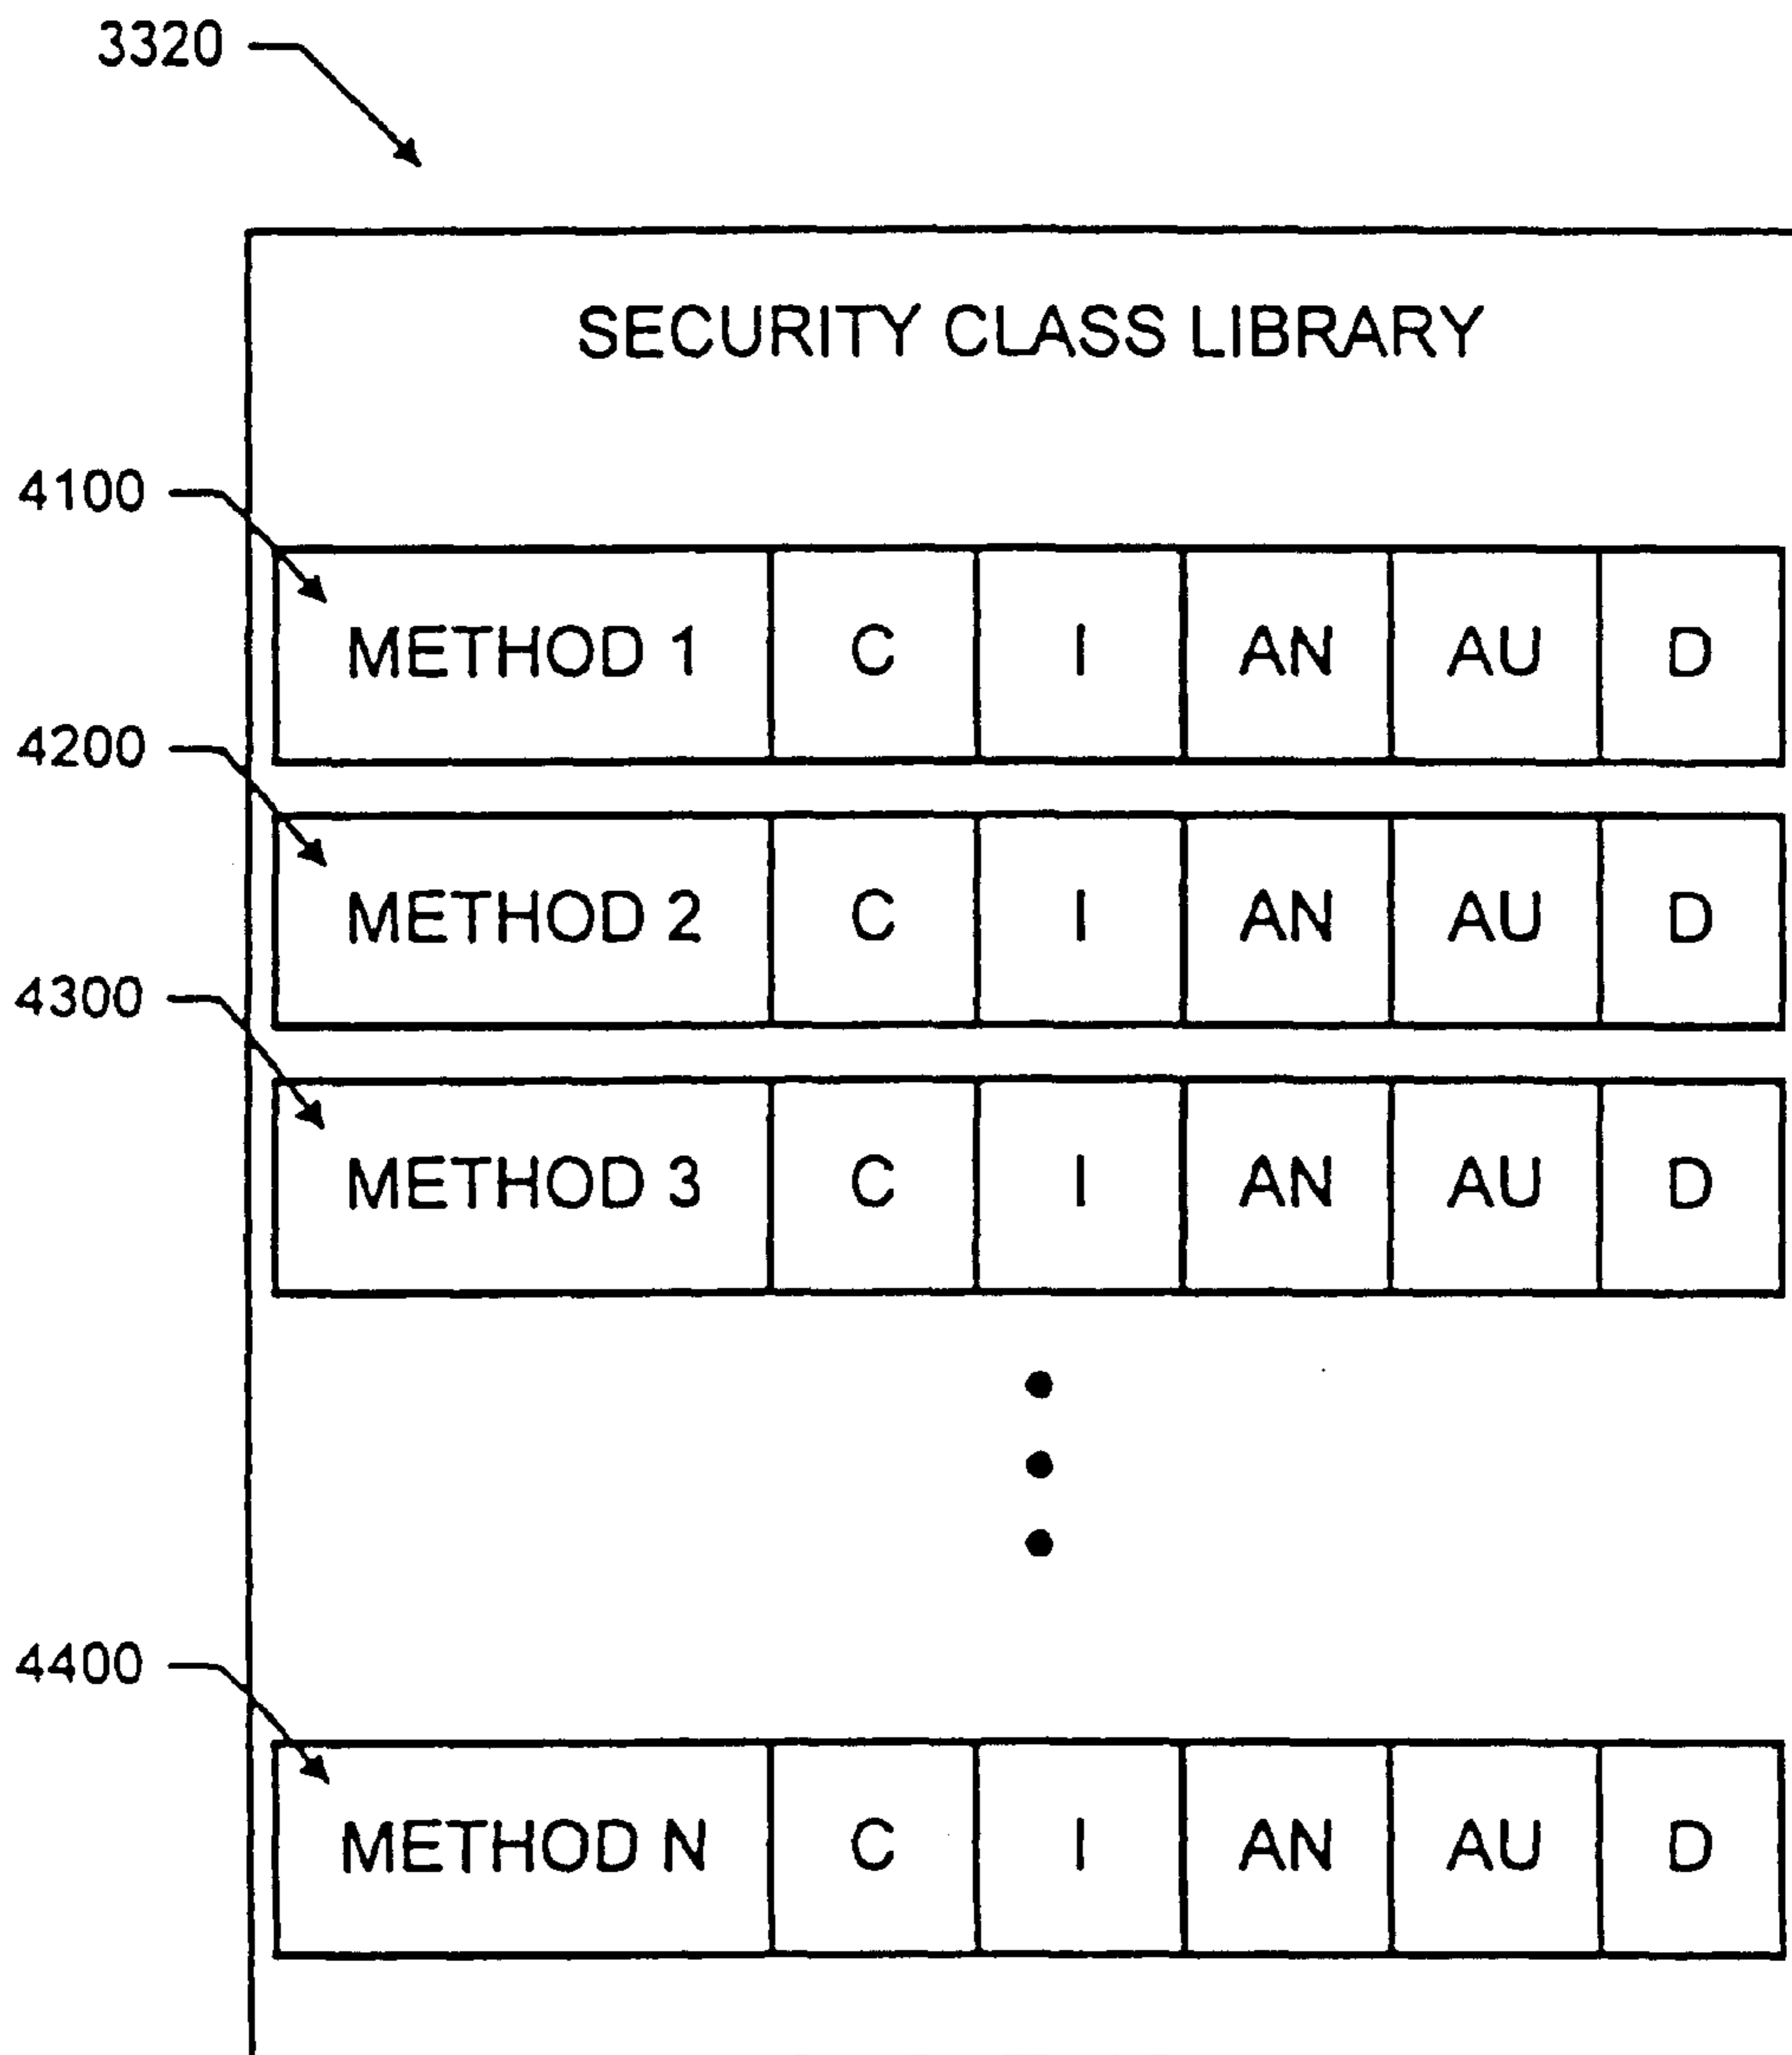 3320
SECURITY CLASS LIBRARY
4100
METHOD 1 C I AN AU D
4200
METHOD 2 C I AN AU D
4300
METHOD 3 C I AN AU D
4400
METHOD N C I AN AU D